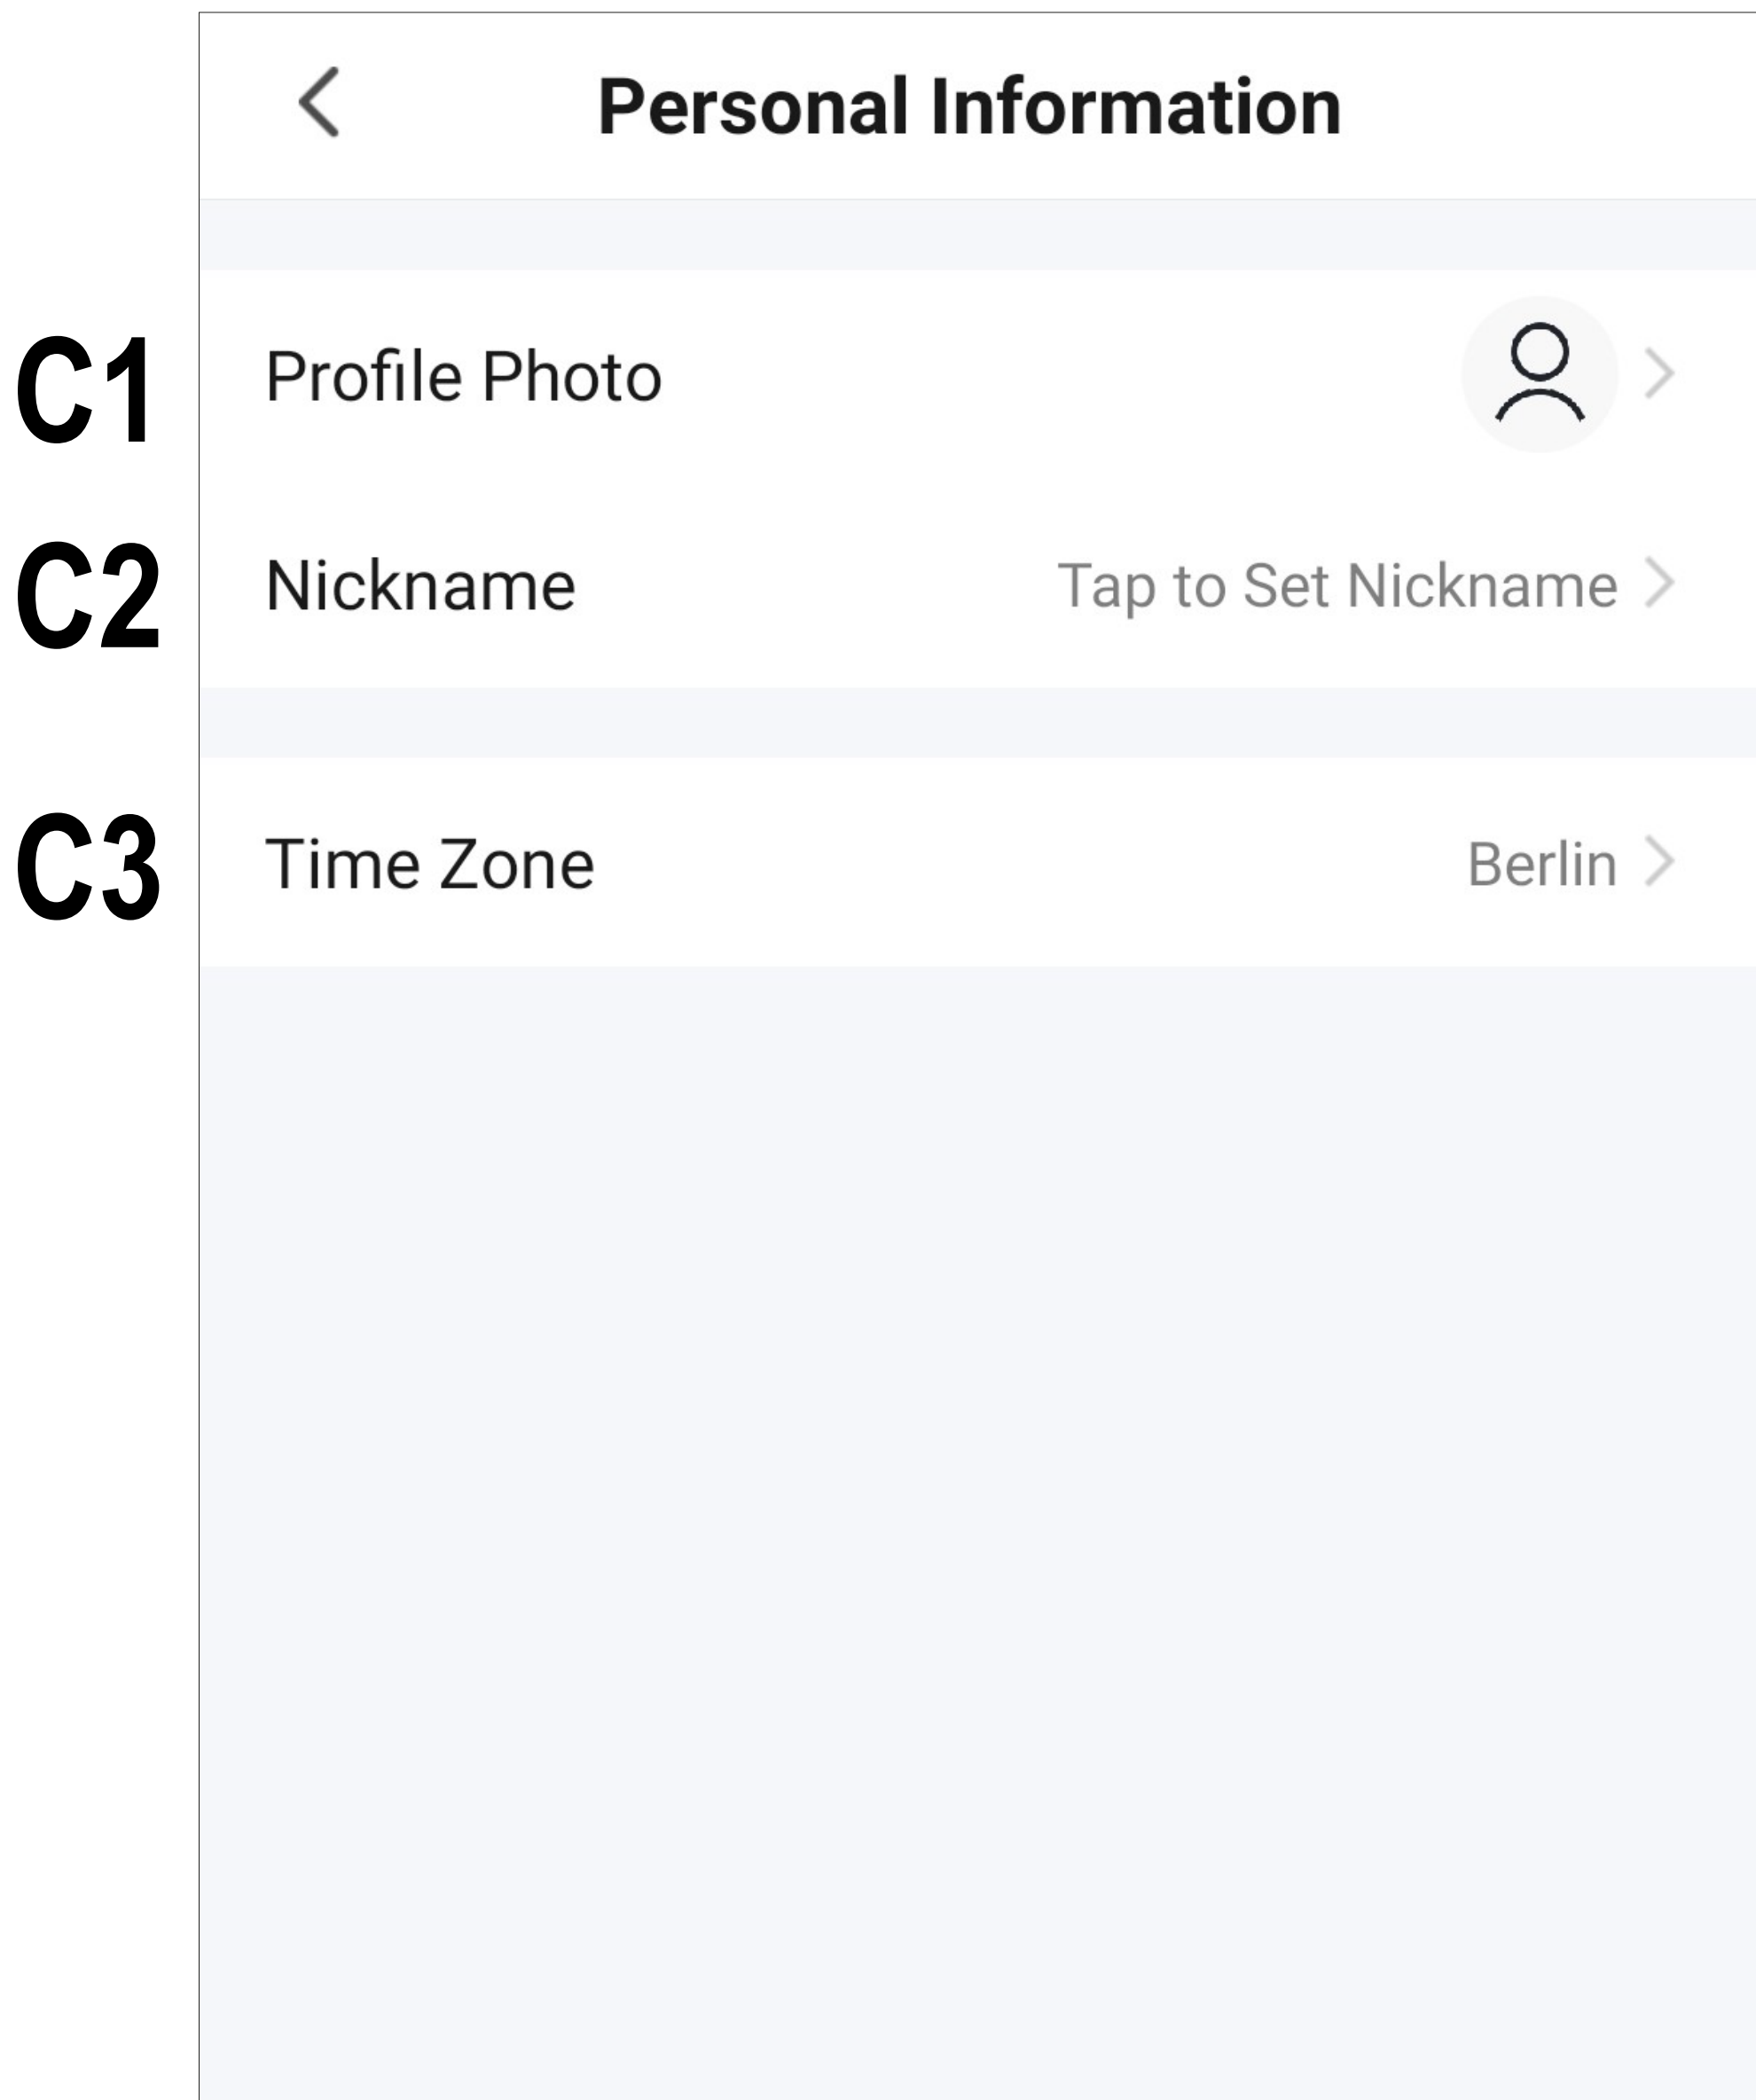 Personal Information
C1 Profile Photo
C2 Nickname Tap to Set Nickname
C3 Time Zone Berlin